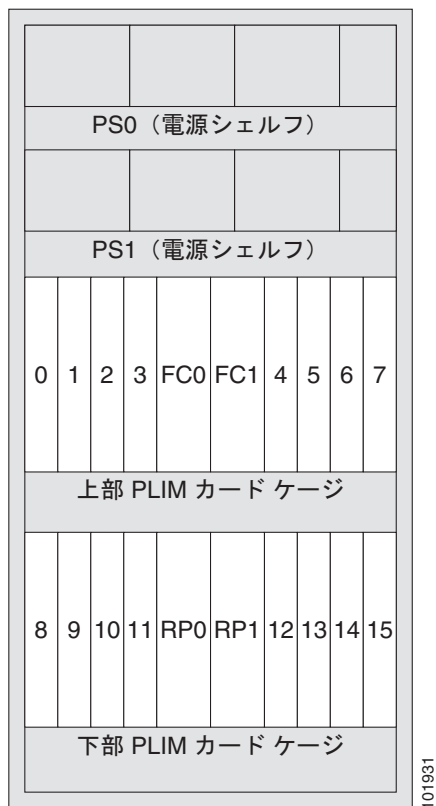 PS0(電源シェルフ)
PS1(電源シェルフ)
0 1 2 3 FC0 FC1 4 5 6 7
上部 PLIM カード ケージ
8 9 10 11 RP0 RP1 12 13 14 15
下部 PLIM カード ケージ
101931